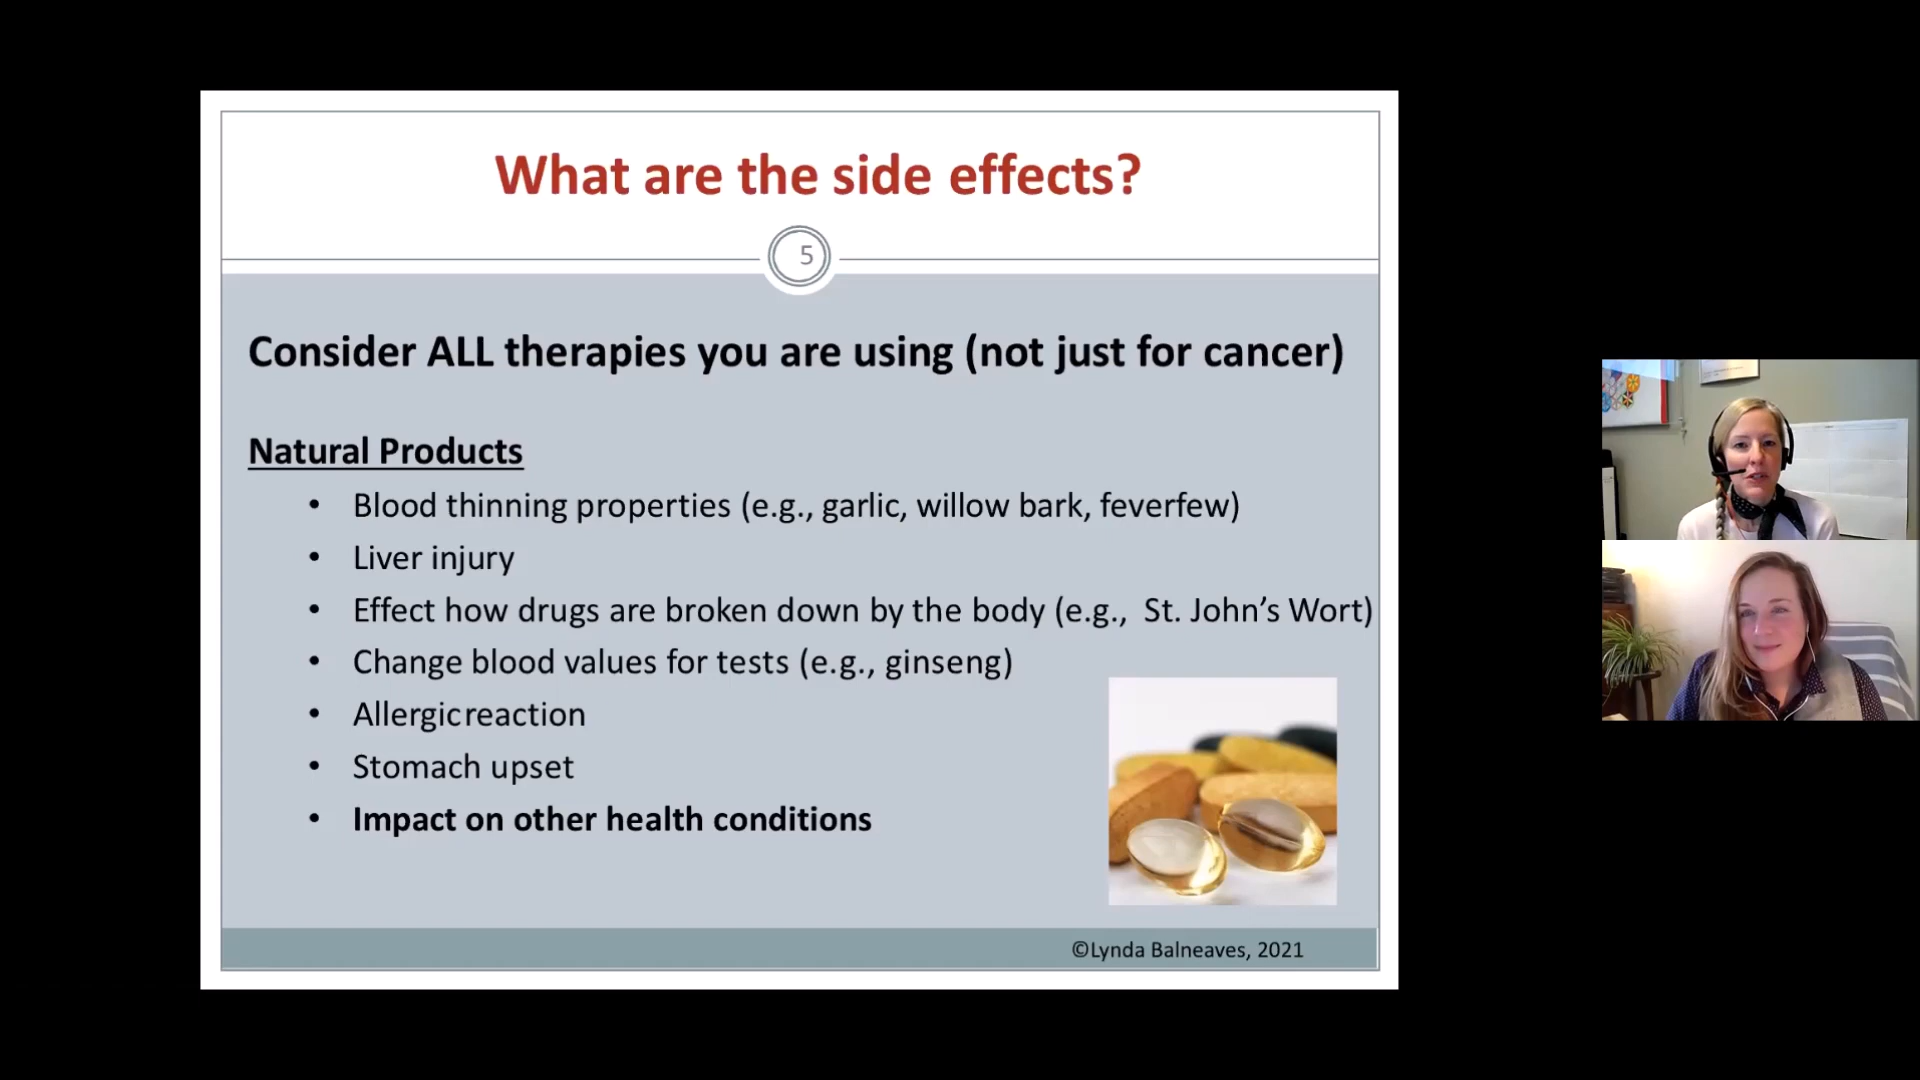 What are the side effects?
5
Consider ALL therapies you are using (not just for cancer)
Natural Products
• Blood thinning properties (e.g., garlic, willow bark, feverfew)
• Liver injury
• Effect how drugs are broken down by the body (e.g., St. John’s Wort)
• Change blood values for tests (e.g., ginseng)
• Allergic reaction
• Stomach upset
• Impact on other health conditions
©Lynda Balneaves, 2021